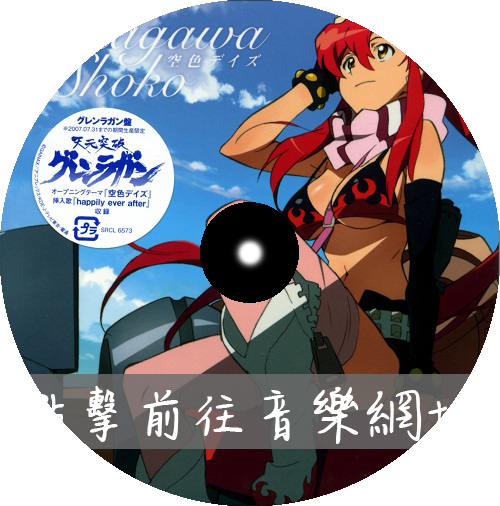 agawa
Shoko
空色デイズ
グレンラガン盤
※2007.07.31までの期間生産限定
天元突破
グレンラガン
オープニングテーマ「空色デイズ」
挿入歌「happily ever after」
収録
SRCL 6573
擊前往音樂網